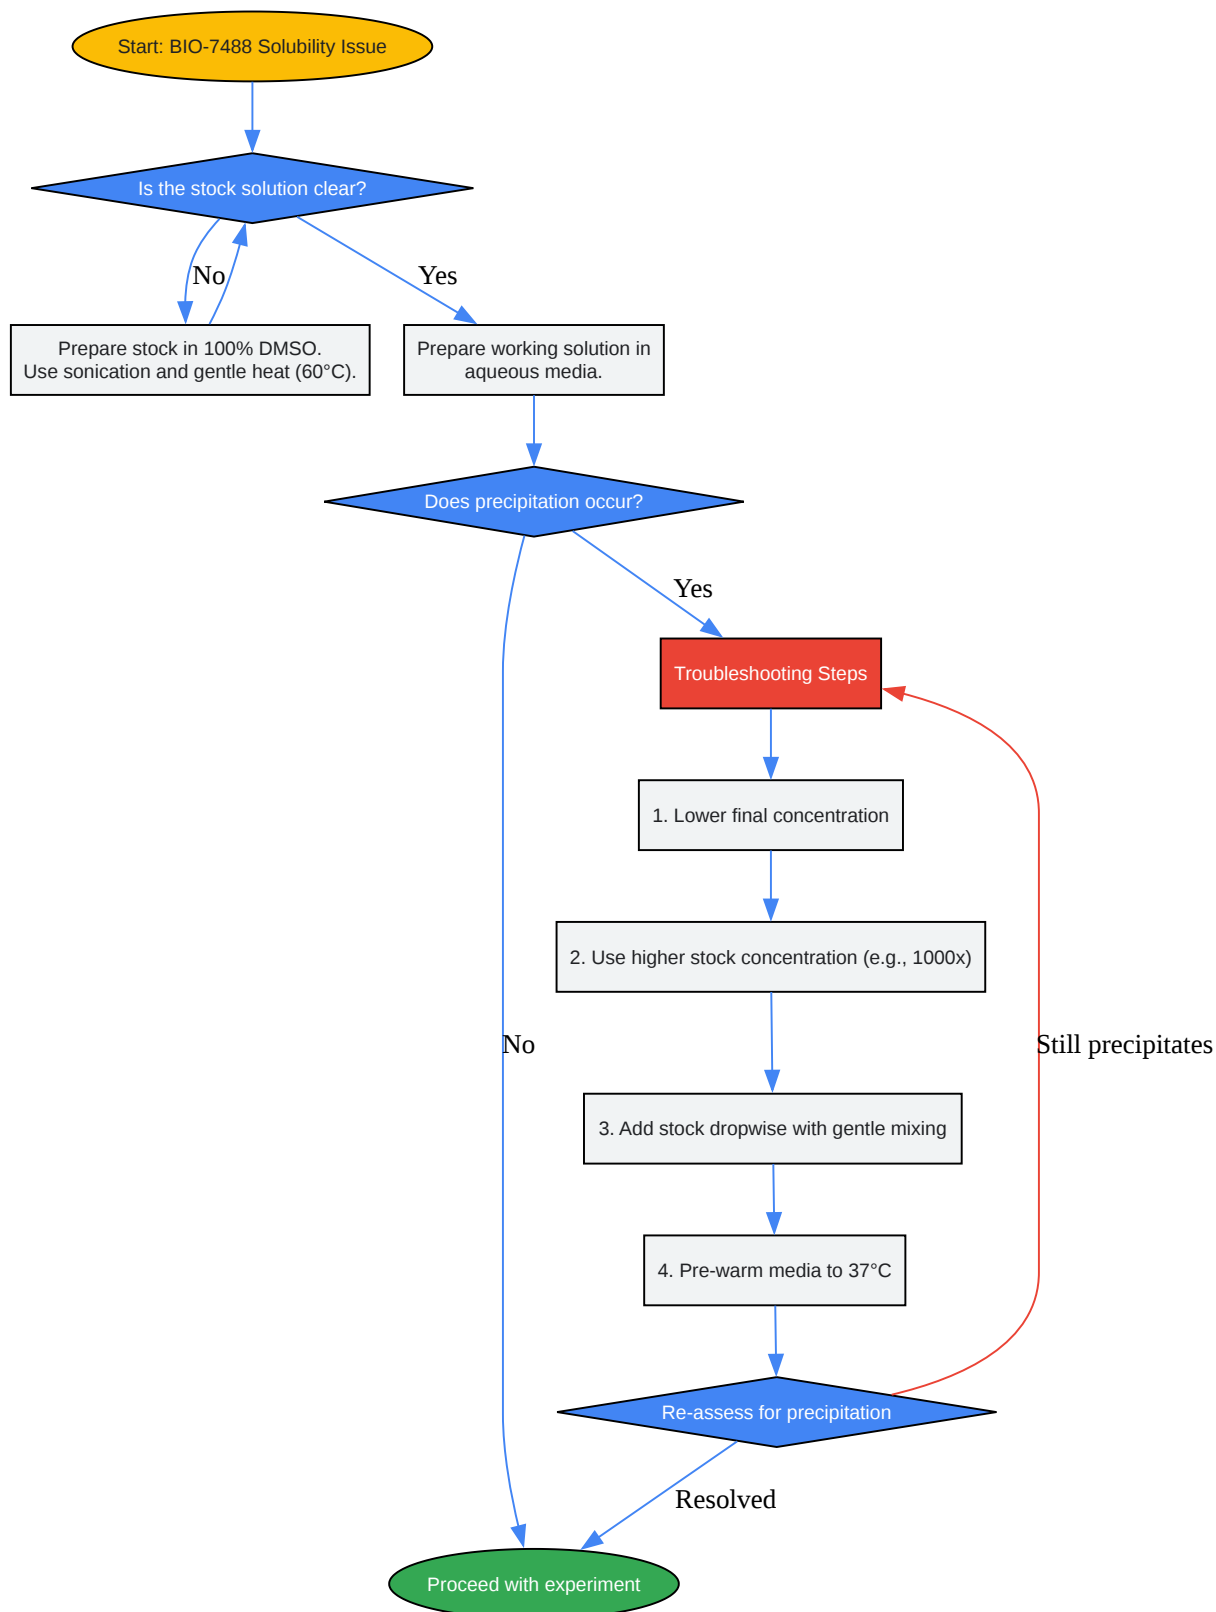 Start: BIO-7488 Solubility Issue
Is the stock solution clear?
No
Yes
Prepare stock in 100% DMSO.
Use sonication and gentle heat (60°C).
Prepare working solution in
aqueous media.
Does precipitation occur?
Yes
Troubleshooting Steps
1. Lower final concentration
2. Use higher stock concentration (e.g., 1000x)
No
Still precipitates
3. Add stock dropwise with gentle mixing
4. Pre-warm media to 37°C
Re-assess for precipitation
Resolved
Proceed with experiment